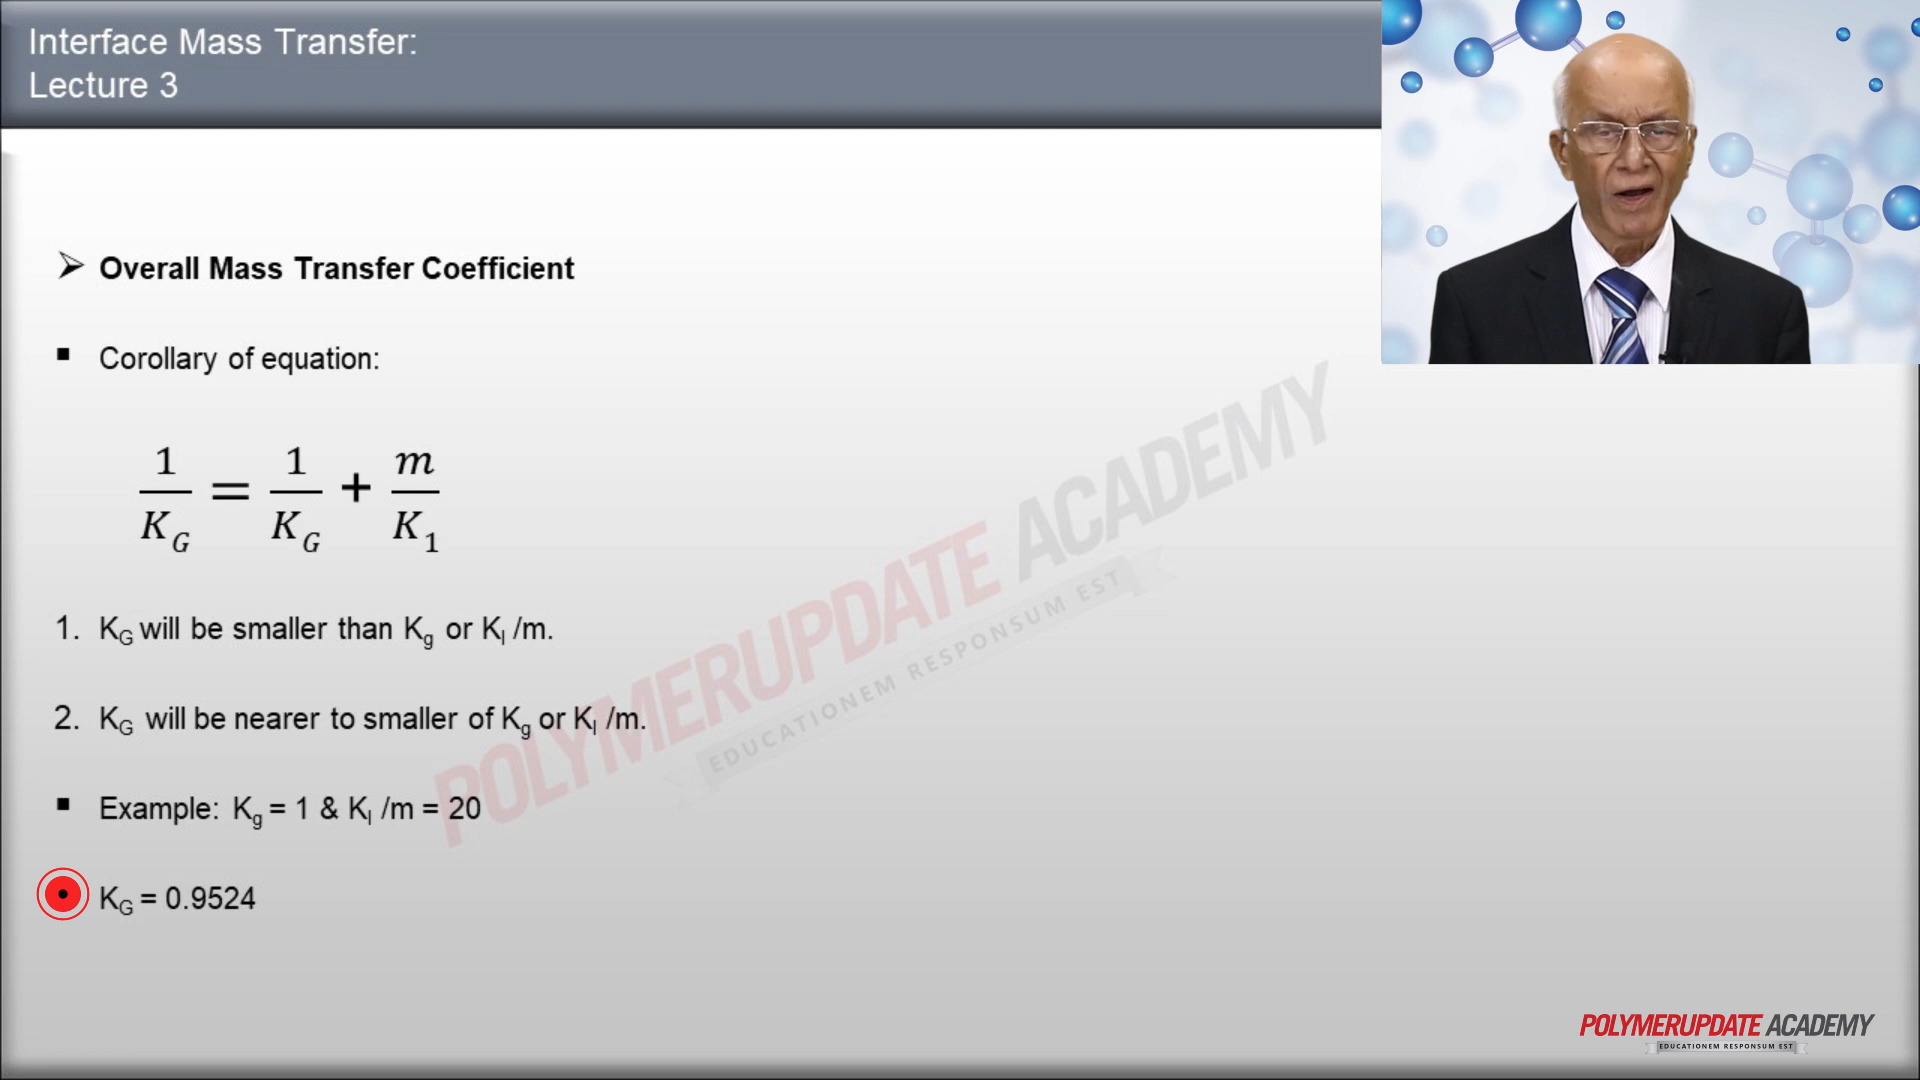 Interface Mass Transfer:
Lecture 3
➢ Overall Mass Transfer Coefficient
▪ Corollary of equation:
1/K_G = 1/K_G + m/K_1
1. K_G will be smaller than K_g or K_l /m.
2. K_G will be nearer to smaller of K_g or K_l /m.
▪ Example: K_g = 1 & K_l /m = 20
K_G = 0.9524
POLYMERUPDATE ACADEMY
EDUCATIONEM RESPONSUM EST
POLYMERUPDATE ACADEMY
EDUCATIONEM RESPONSUM EST